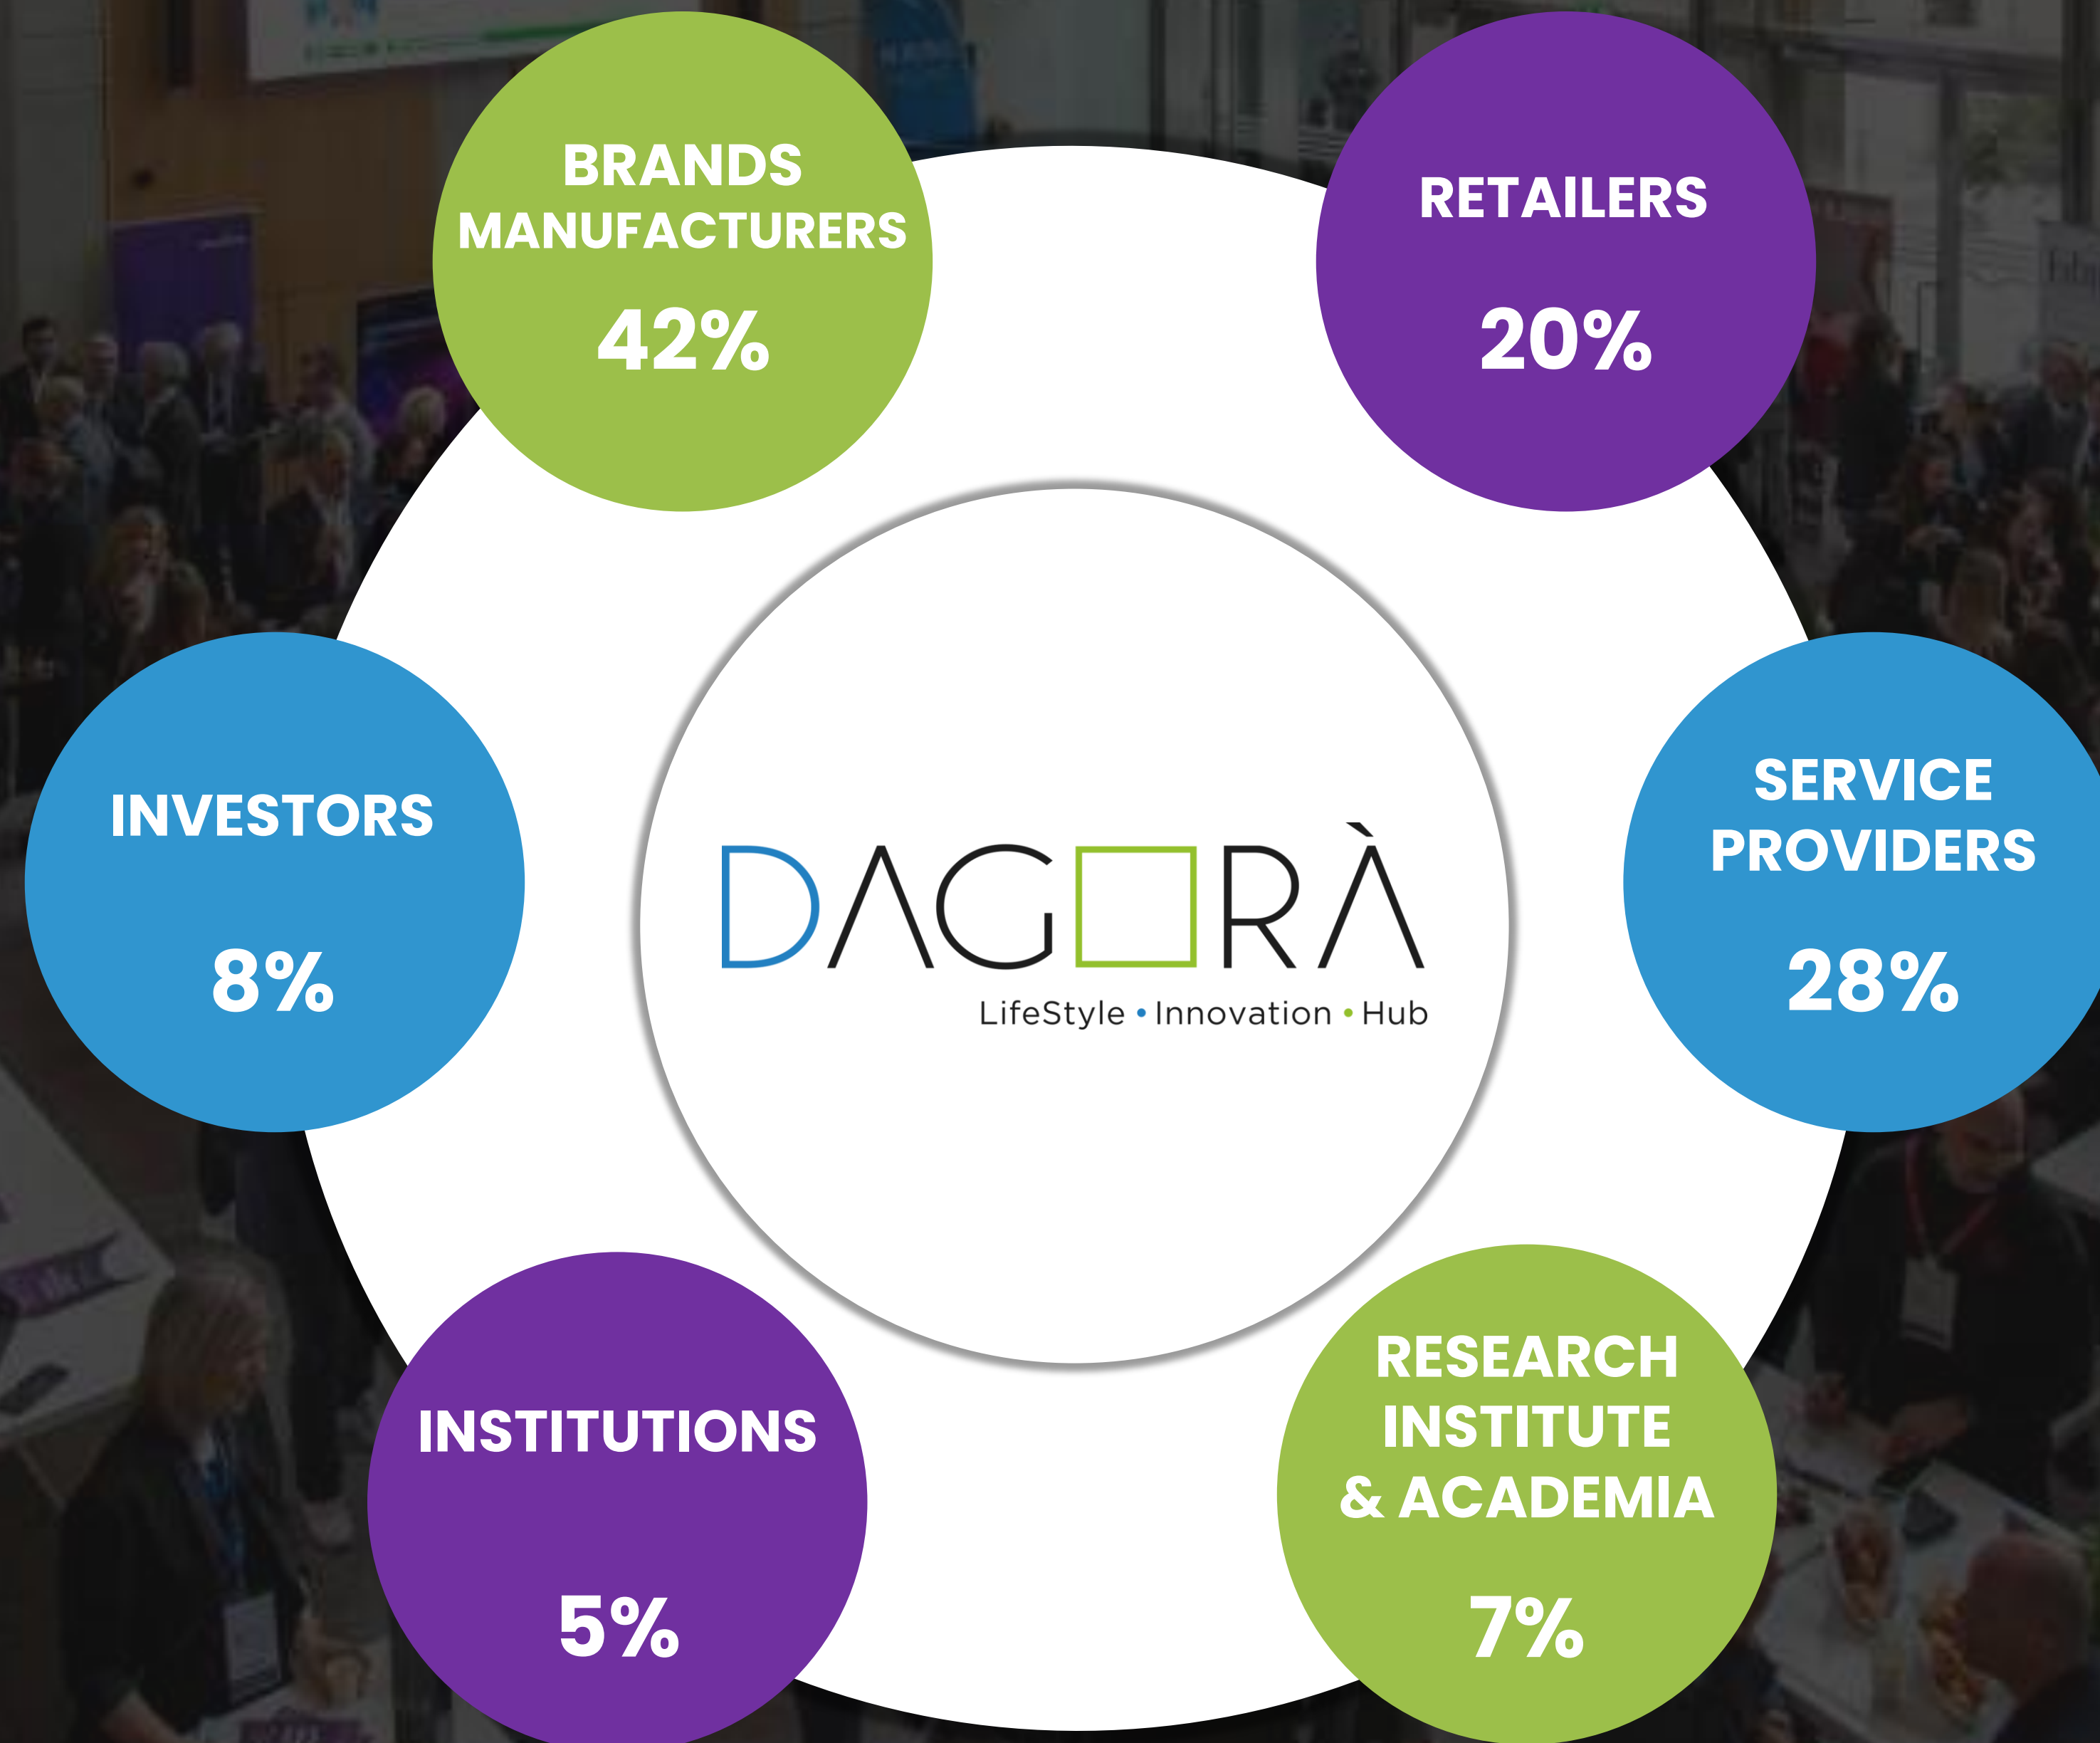 BRANDS
MANUFACTURERS
42%
RETAILERS
20%
INVESTORS
8%
SERVICE
PROVIDERS
28%
DAGORÀ
LifeStyle • Innovation • Hub
INSTITUTIONS
5%
RESEARCH
INSTITUTE
& ACADEMIA
7%